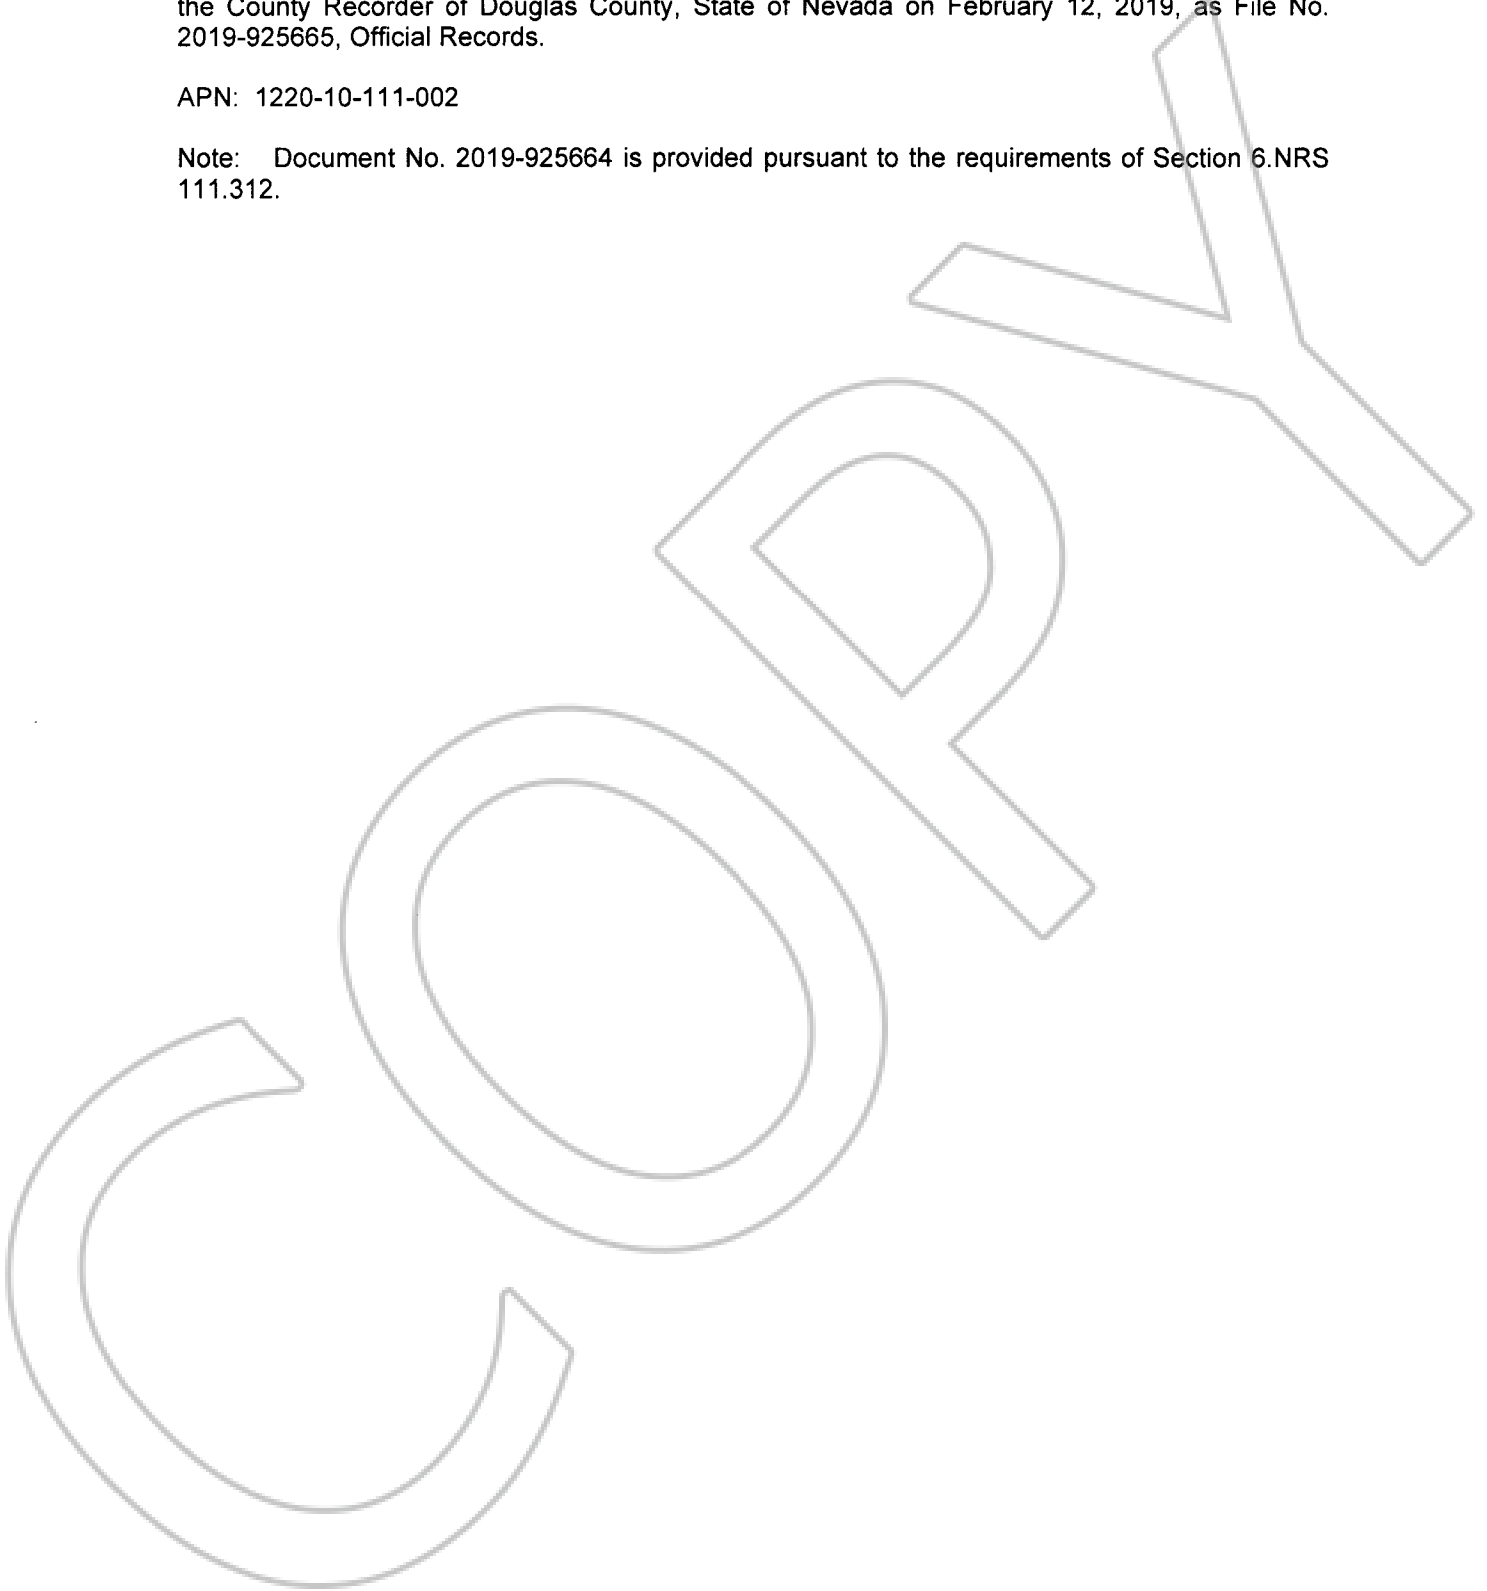 the County Recorder of Douglas County, State of Nevada on February 12, 2019, as File No.
2019-925665, Official Records.
APN: 1220-10-111-002
Note: Document No. 2019-925664 is provided pursuant to the requirements of Section 6.NRS
111.312.
COPY